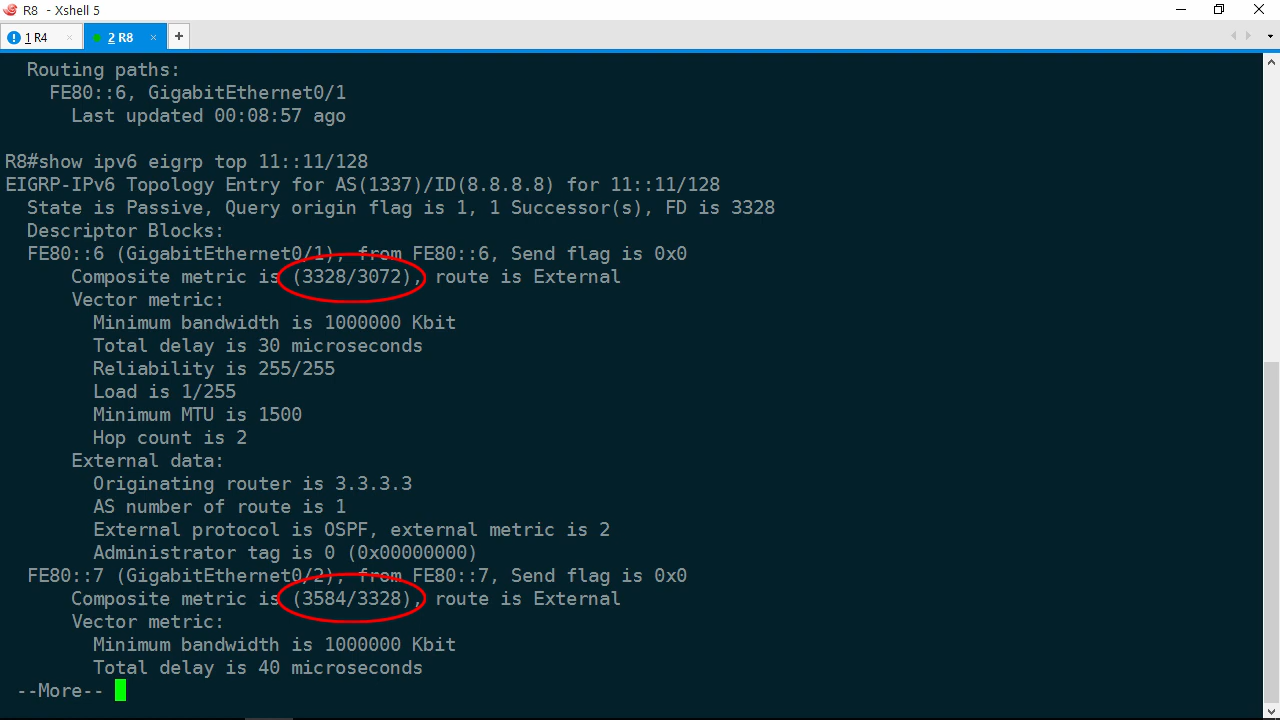 R8 - Xshell 5
1 R4 × 2 R8 × +
Routing paths:
FE80::6, GigabitEthernet0/1
Last updated 00:08:57 ago
R8#show ipv6 eigrp top 11::11/128
EIGRP-IPv6 Topology Entry for AS(1337)/ID(8.8.8.8) for 11::11/128
State is Passive, Query origin flag is 1, 1 Successor(s), FD is 3328
Descriptor Blocks:
FE80::6 (GigabitEthernet0/1), from FE80::6, Send flag is 0x0
Composite metric is (3328/3072), route is External
Vector metric:
Minimum bandwidth is 1000000 Kbit
Total delay is 30 microseconds
Reliability is 255/255
Load is 1/255
Minimum MTU is 1500
Hop count is 2
External data:
Originating router is 3.3.3.3
AS number of route is 1
External protocol is OSPF, external metric is 2
Administrator tag is 0 (0x00000000)
FE80::7 (GigabitEthernet0/2), from FE80::7, Send flag is 0x0
Composite metric is (3584/3328), route is External
Vector metric:
Minimum bandwidth is 1000000 Kbit
Total delay is 40 microseconds
--More--